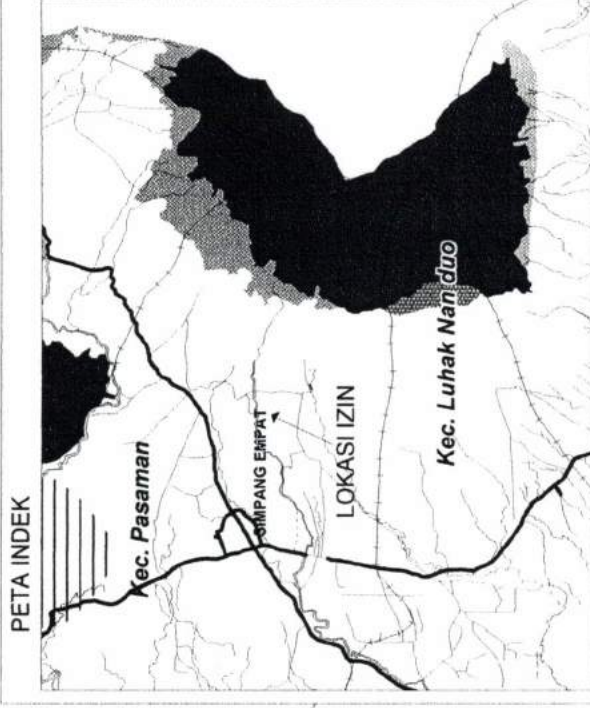 PETA INDEK
Kec. Pasaman
SIMPANG EMPAT
LOKASI IZIN
Kec. Luhak Nan duo